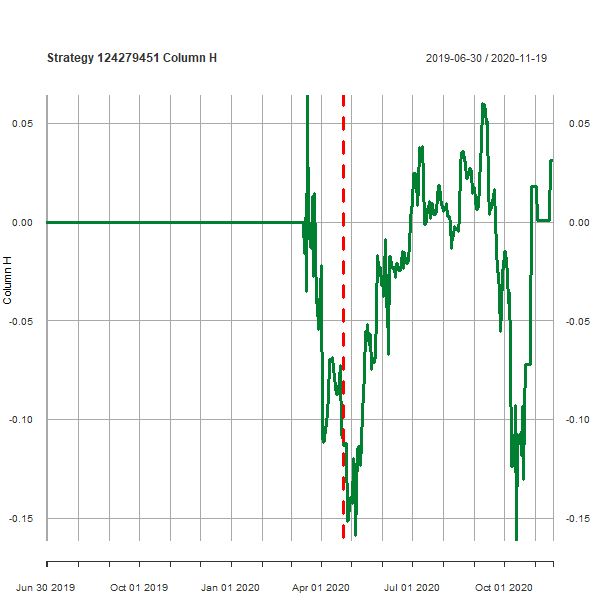 Strategy 124279451 Column H
2019-06-30 / 2020-11-19
0.05
0.00
-0.05
-0.10
-0.15
Column H
0.05
0.00
-0.05
-0.10
-0.15
Jun 30 2019
Oct 01 2019
Jan 01 2020
Apr 01 2020
Jul 01 2020
Oct 01 2020